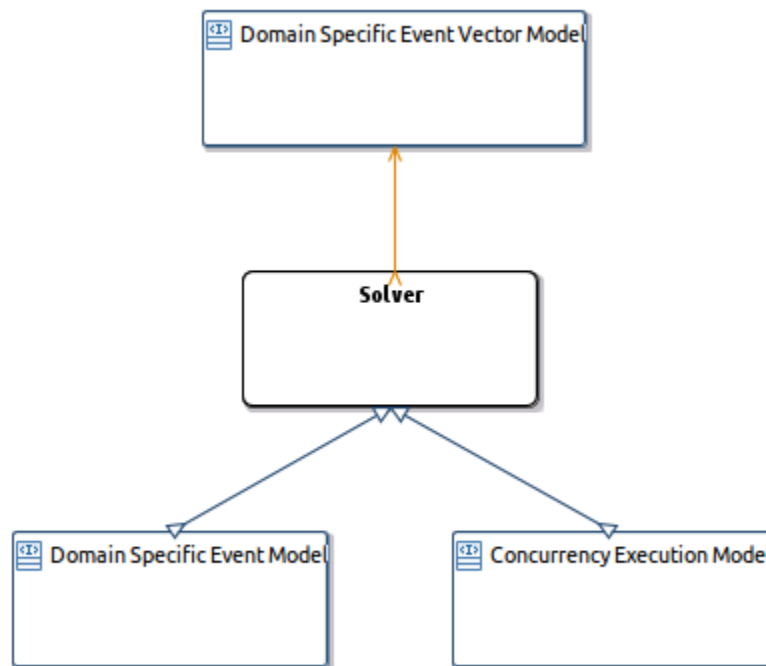 <I> Domain Specific Event Vector Model
Solver
<I> Domain Specific Event Model
<I> Concurrency Execution Mode